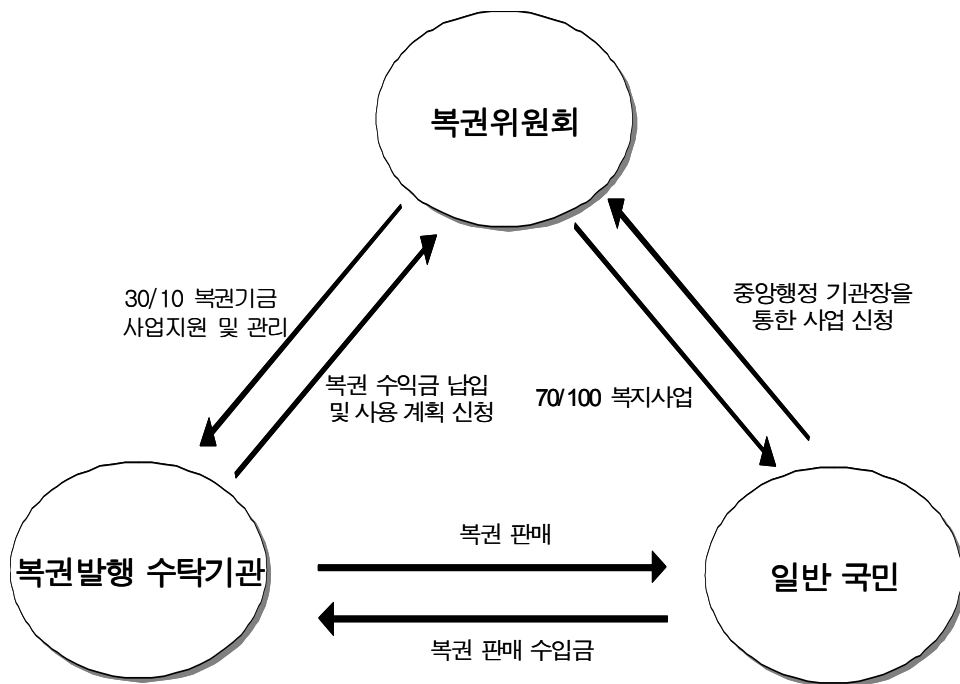 복권위원회
30/10 복권기금
사업지원 및 관리
중앙행정 기관장을
통한 사업 신청
복권 수익금 납입
및 사용 계획 신청
70/100 복지사업
복권발행 수탁기관
복권 판매
일반 국민
복권 판매 수입금